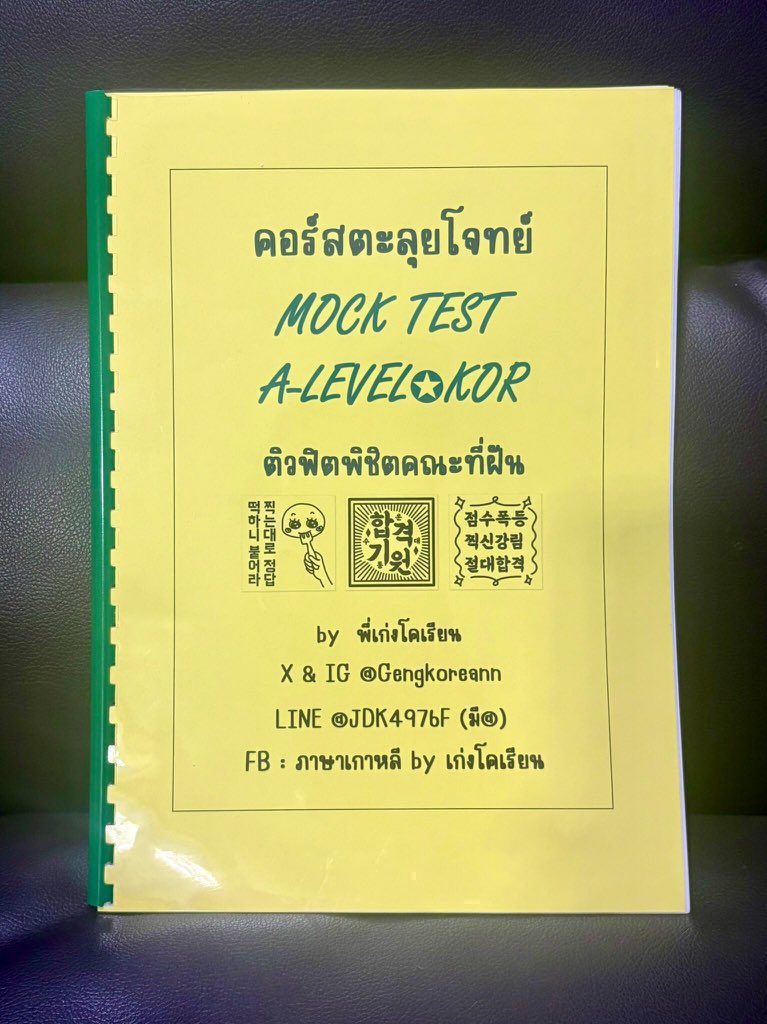 คอร์สตะลุยโจทย์
MOCK TEST
A-LEVEL KOR
ติวฟิตพิชิตคณะที่ฝัน
찍는대로 정답
떡하니 붙어라
합격
기원
수능대
점수폭등
찍신강림
절대합격
by พี่เก่งโคเรียน
X & IG @Gengkoreann
LINE @JDK4976F (มี@)
FB : ภาษาเกาหลี by เก่งโคเรียน